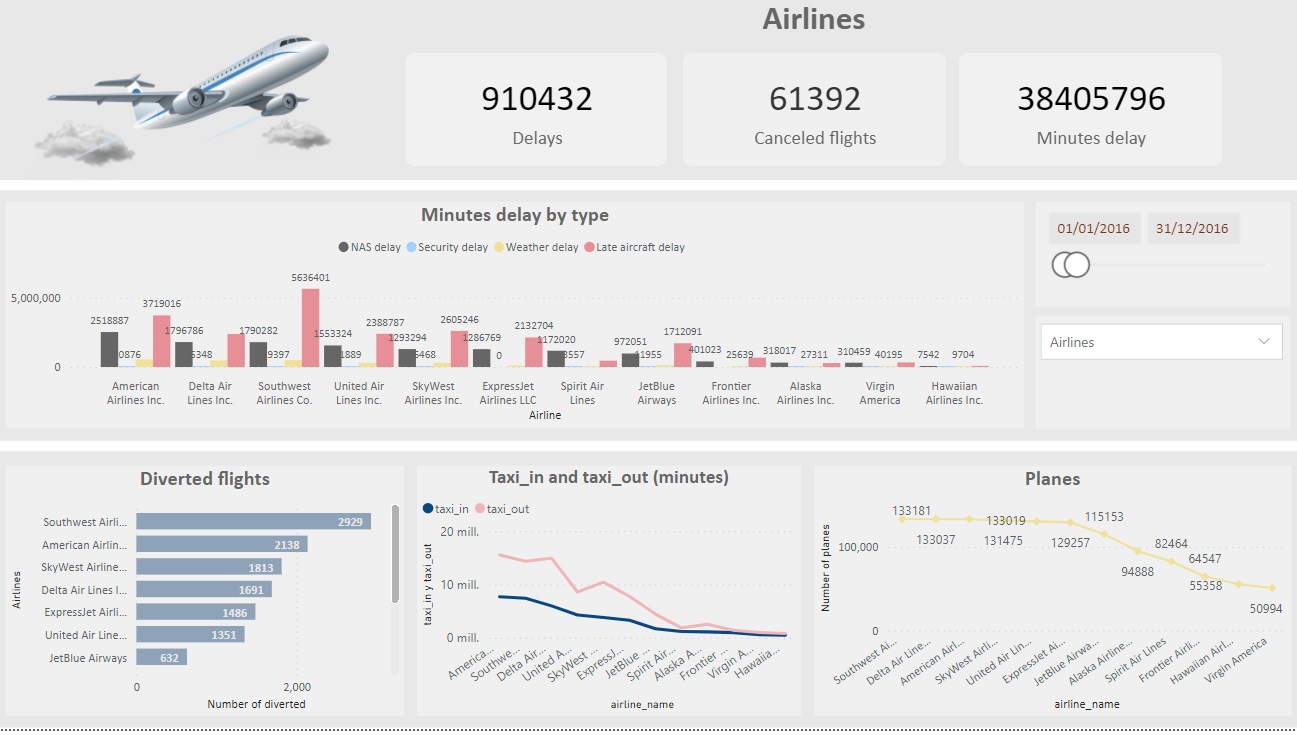 Airlines
910432
Delays
61392
Canceled flights
38405796
Minutes delay
Minutes delay by type
NAS delay Security delay Weather delay Late aircraft delay
5,000,000
0
2518887
20876
3719016
1796786
5348
1790282
9397
5636401
1553324
1889
2388787
1293294
5468
2605246
1286769
0
2132704
1172020
3557
972051
11955
1712091
401023
25639
318017
27311
310459
40195
7542
9704
American Airlines Inc.
Delta Air Lines Inc.
Southwest Airlines Co.
United Air Lines Inc.
SkyWest Airlines Inc.
ExpressJet Airlines LLC
Spirit Air Lines
JetBlue Airways
Frontier Airlines Inc.
Alaska Airlines Inc.
Virgin America
Hawaiian Airlines Inc.
Airline
01/01/2016
31/12/2016
Airlines
Diverted flights
Airlines
Southwest Airli... 2929
American Airlin... 2138
SkyWest Airline... 1813
Delta Air Lines I... 1691
ExpressJet Airli... 1486
United Air Line... 1351
JetBlue Airways 632
0
2,000
Number of diverted
Taxi_in and taxi_out (minutes)
taxi_in taxi_out
taxi_in y taxi_out
20 mill.
10 mill.
0 mill.
America...
Southwe...
Delta Air...
United A...
SkyWest ...
ExpressJ...
JetBlue ...
Spirit Air...
Alaska A...
Frontier ...
Virgin A...
Hawaiia...
airline_name
Planes
Number of planes
100,000
0
133181
133037
133019
131475
129257
115153
94888
82464
64547
55358
50994
Southwest Ai...
Delta Air Line...
American Airl...
SkyWest Airli...
United Air Lin...
ExpressJet Ai...
JetBlue Airwa...
Alaska Airline...
Spirit Air Lines
Frontier Airli...
Hawaiian Airl...
Virgin America
airline_name